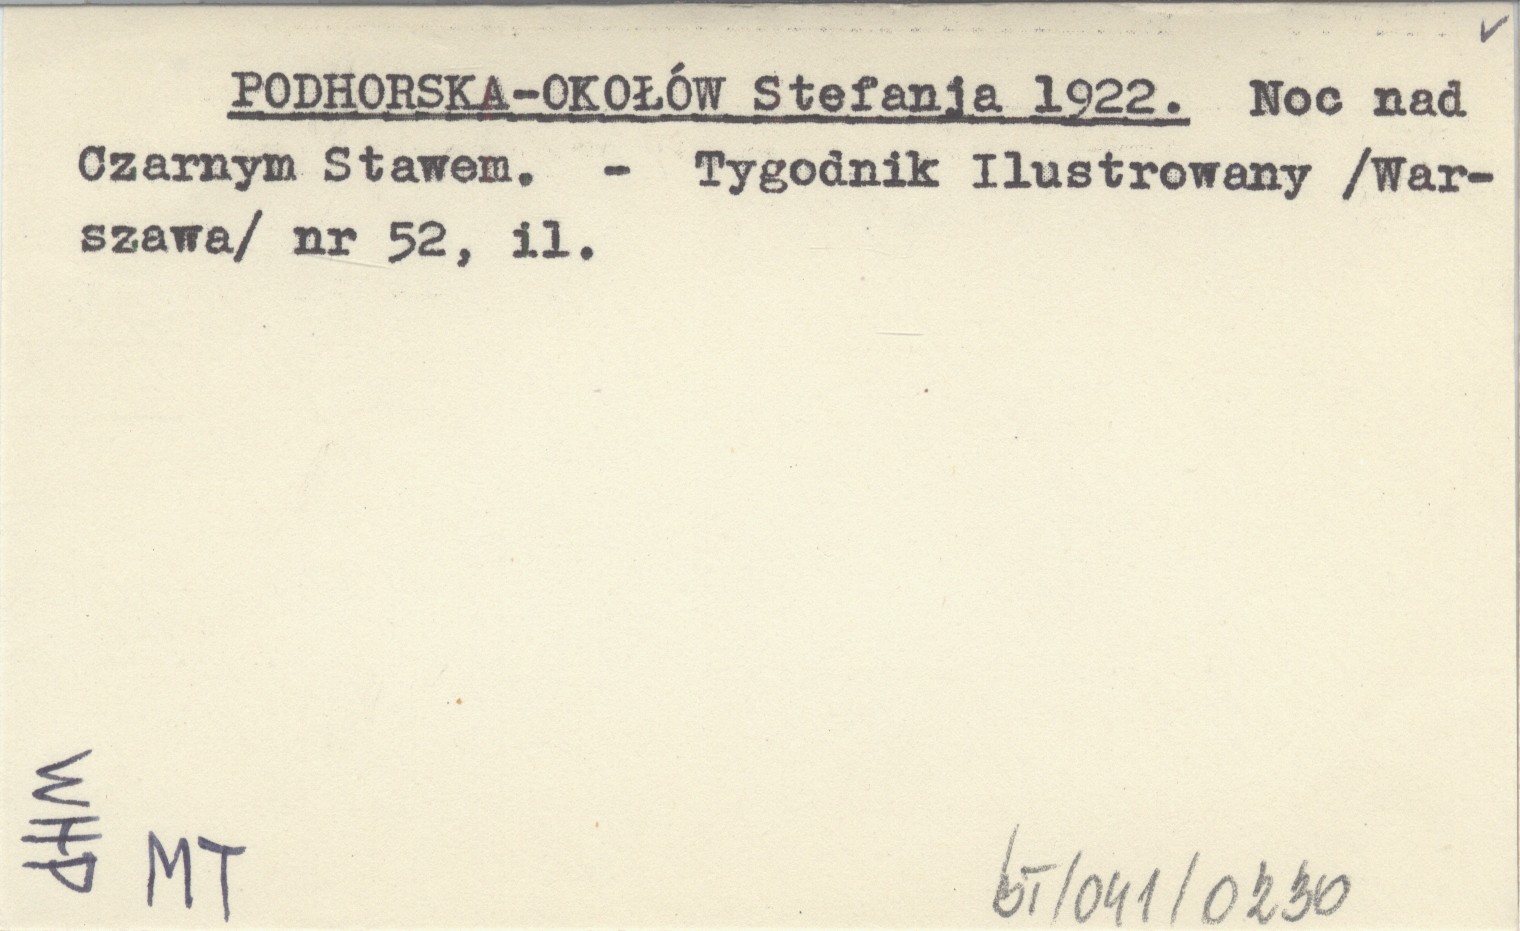 PODHORSKA-OKOŁÓW Stefanja 1922. Noc nad
Czarnym Stawem. - Tygodnik Ilustrowany /War-
szawa/ nr 52, il.
WHP
MT
bT/041/0230